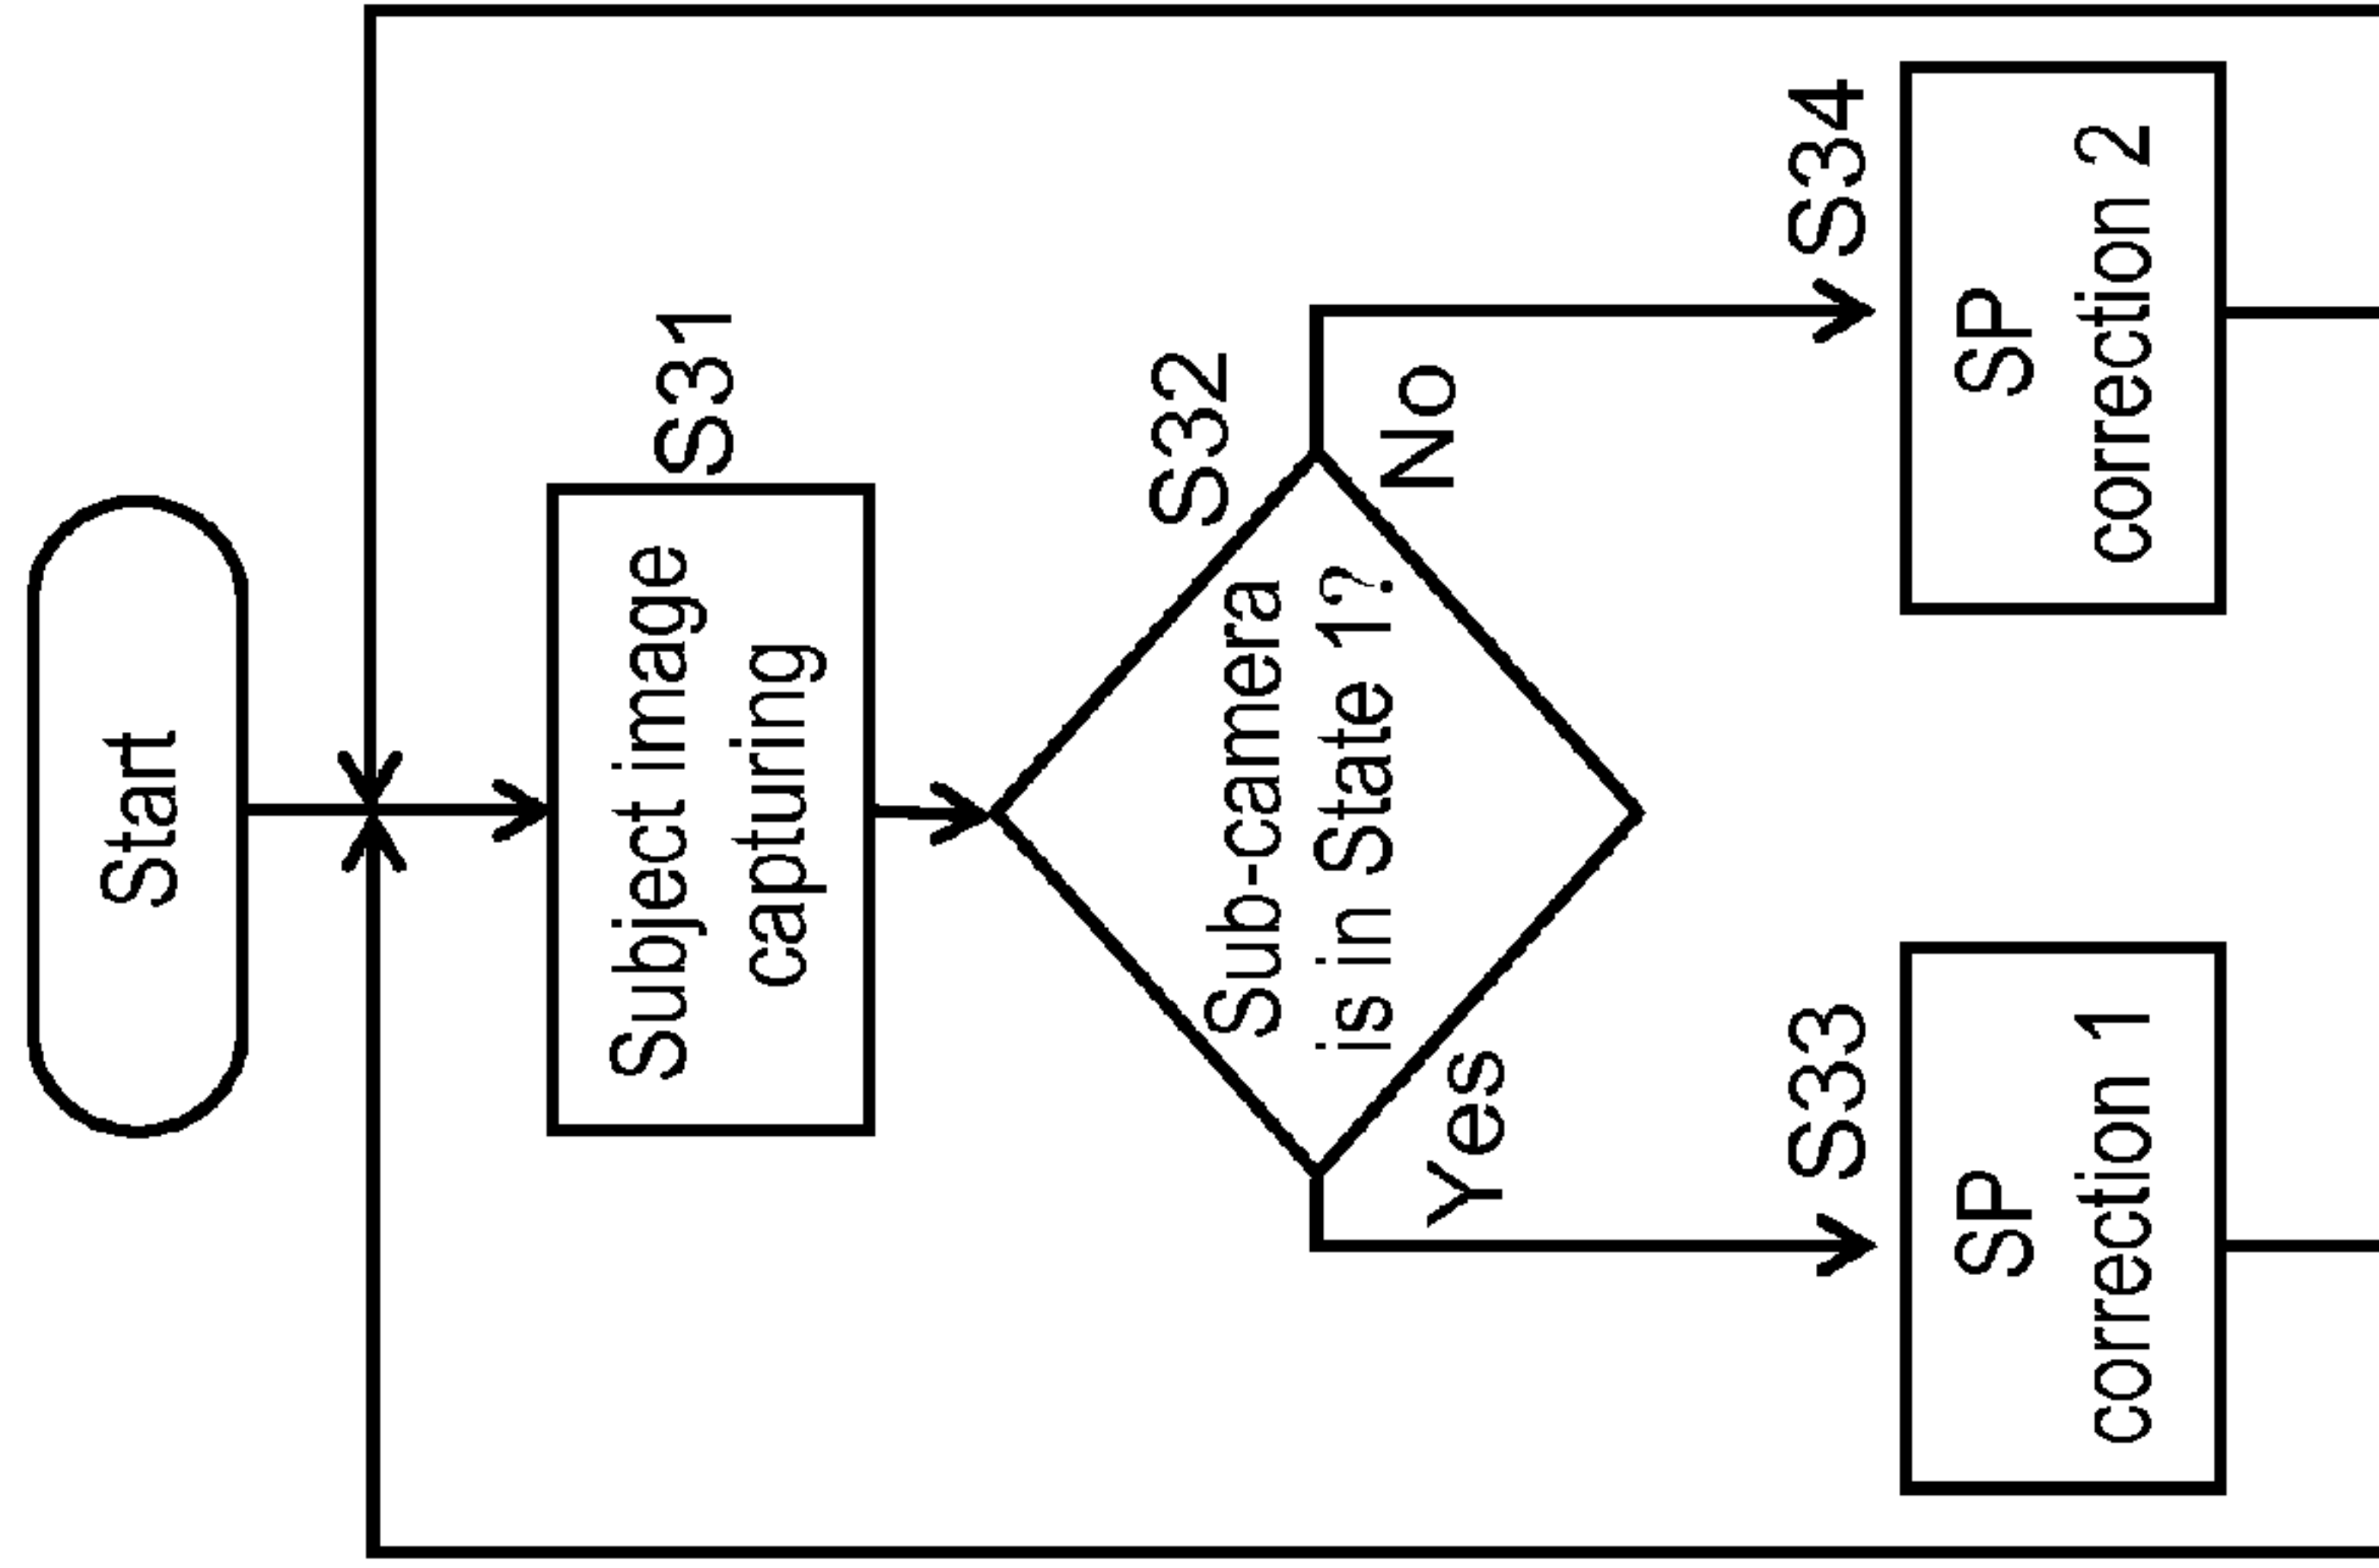 Start
Subject image
capturing
S31
Sub-camera
is in State 1?
S32
Yes
No
S33
SP
correction 1
S34
SP
correction 2